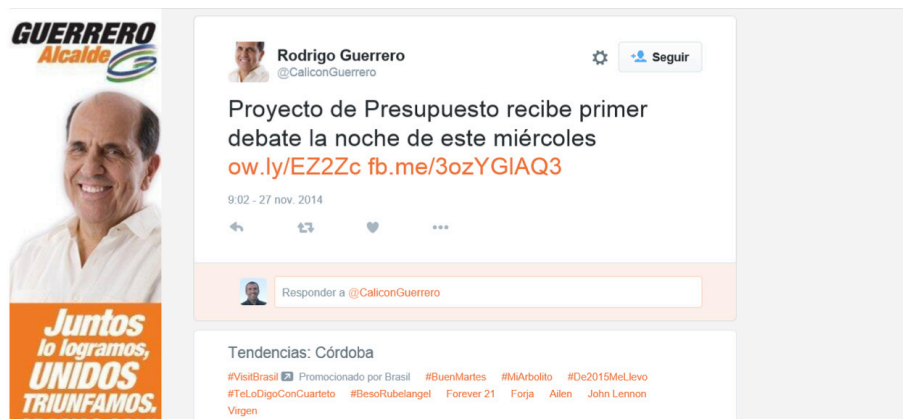 GUERRERO
Alcalde
Juntos
lo logramos,
UNIDOS
TRIUNFAMOS.
Rodrigo Guerrero
@CaliconGuerrero
Seguir
Proyecto de Presupuesto recibe primer
debate la noche de este miércoles
ow.ly/EZ2Zc fb.me/3ozYGlAQ3
9:02 - 27 nov. 2014
Responder a @CaliconGuerrero
Tendencias: Córdoba
#VisitBrasil Promocionado por Brasil #BuenMartes #MiArbolito #De2015MeLlevo
#TeLoDigoConCuarteto #BesoRubelangel Forever 21 Forja Ailen John Lennon
Virgen